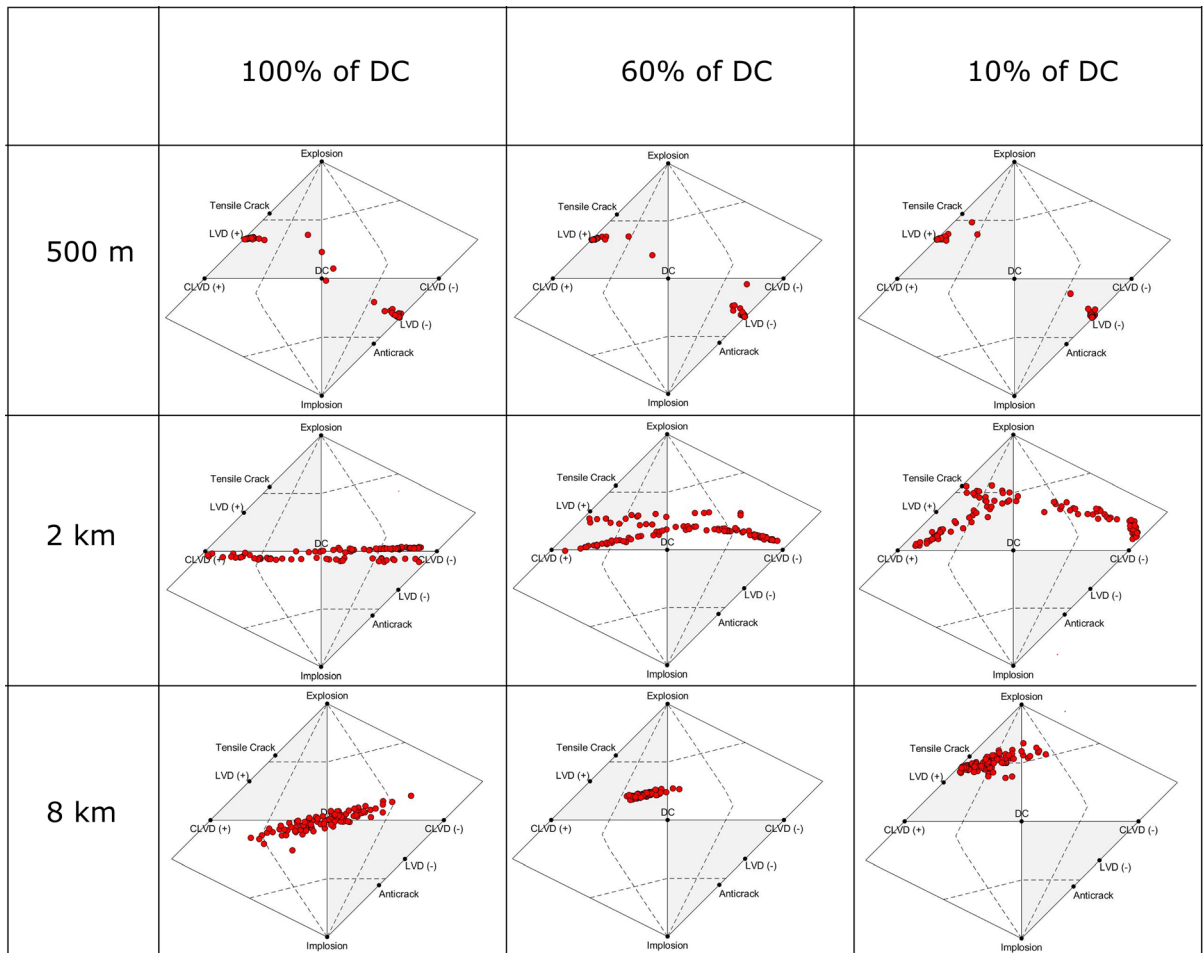 100% of DC
60% of DC
10% of DC
500 m
Explosion
Tensile Crack
LVD (+)
DC
CLVD (+)
CLVD (-)
LVD (-)
Anticrack
Implosion
Explosion
Tensile Crack
LVD (+)
DC
CLVD (+)
CLVD (-)
LVD (-)
Anticrack
Implosion
Explosion
Tensile Crack
LVD (+)
DC
CLVD (+)
CLVD (-)
LVD (-)
Anticrack
Implosion
2 km
Explosion
Tensile Crack
LVD (+)
DC
CLVD (+)
CLVD (-)
LVD (-)
Anticrack
Implosion
Explosion
Tensile Crack
LVD (+)
DC
CLVD (+)
CLVD (-)
LVD (-)
Anticrack
Implosion
Explosion
Tensile Crack
LVD (+)
DC
CLVD (+)
CLVD (-)
LVD (-)
Anticrack
Implosion
8 km
Explosion
Tensile Crack
LVD (+)
DC
CLVD (+)
CLVD (-)
LVD (-)
Anticrack
Implosion
Explosion
Tensile Crack
LVD (+)
DC
CLVD (+)
CLVD (-)
LVD (-)
Anticrack
Implosion
Explosion
Tensile Crack
LVD (+)
DC
CLVD (+)
CLVD (-)
LVD (-)
Anticrack
Implosion